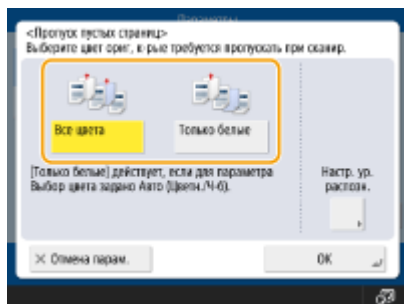 Параметры
<Пропуск пустых страниц>
Выберите цвет ориг., к-рые требуется пропускать при сканир.
Все цвета
Только белые
[Только белые] действует, если для параметра
Выбор цвета задано Авто (Цветн./Ч-б).
Настр. ур.
распозн.
× Отмена парам.
OK